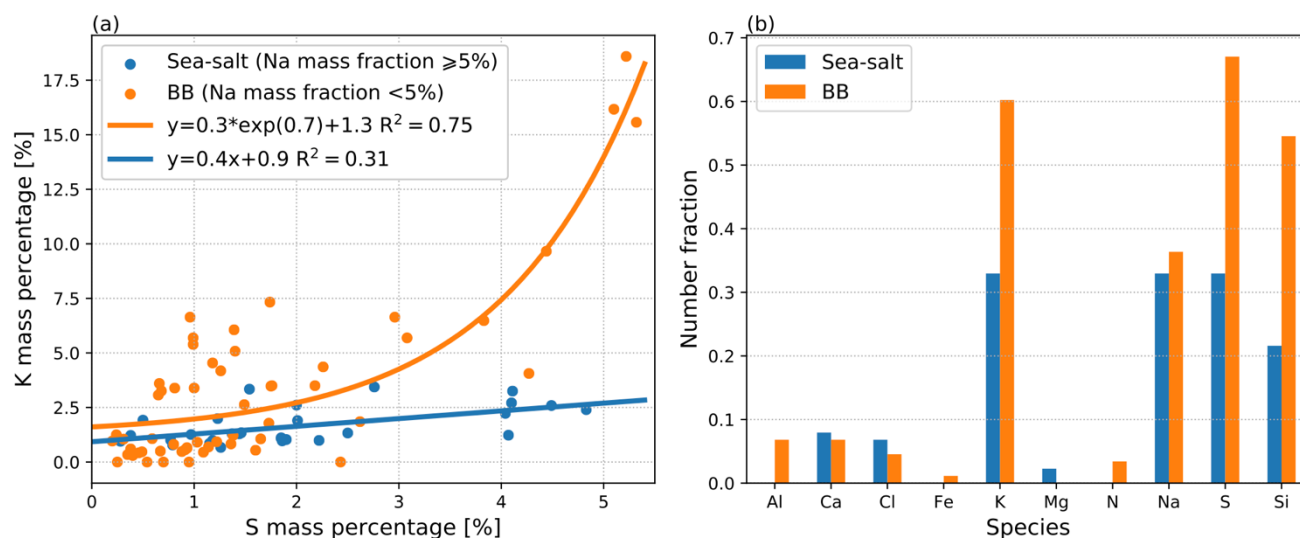 (a)
Sea-salt (Na mass fraction ⩾5%)
BB (Na mass fraction <5%)
y=0.3*exp(0.7)+1.3 R² = 0.75
y=0.4x+0.9 R² = 0.31
K mass percentage [%]
17.5
15.0
12.5
10.0
7.5
5.0
2.5
0.0
0 1 2 3 4 5
S mass percentage [%]
(b)
Sea-salt
BB
Number fraction
0.7
0.6
0.5
0.4
0.3
0.2
0.1
0.0
Al Ca Cl Fe K Mg N Na S Si
Species